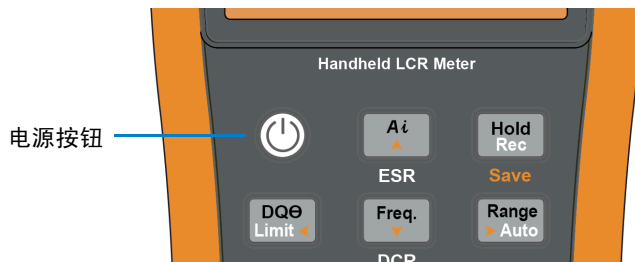 Handheld LCR Meter
电源按钮
Ai
Hold
Rec
ESR
Save
DQΘ
Limit
Freq.
Range
Auto
DCR